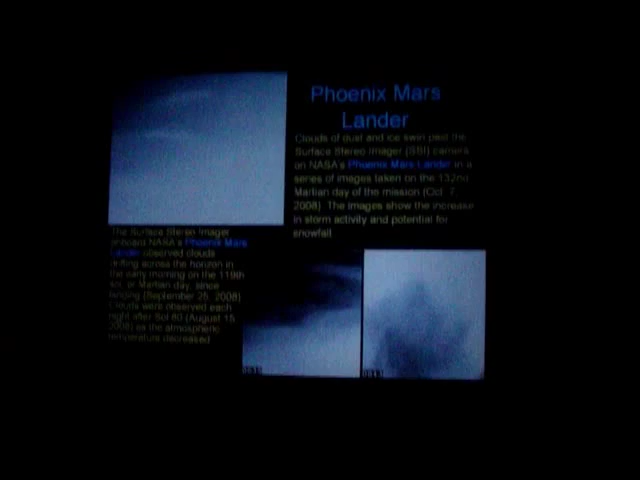 Phoenix Mars
Lander
Clouds of dust and ice swirl past the
Surface Stereo Imager (SSI) camera
on NASA's Phoenix Mars Lander in a
series of images taken on the 132nd
Martian day of the mission (Oct. 7,
2008). The images show the increase
in storm activity and potential for
snowfall.
The Surface Stereo Imager
onboard NASA's Phoenix Mars
Lander observed clouds
drifting across the horizon in
the early morning on the 119th
sol, or Martian day, since
landing (September 25, 2008)
Clouds were observed each
night after Sol 80 (August 15,
2008) as the atmospheric
temperature decreased